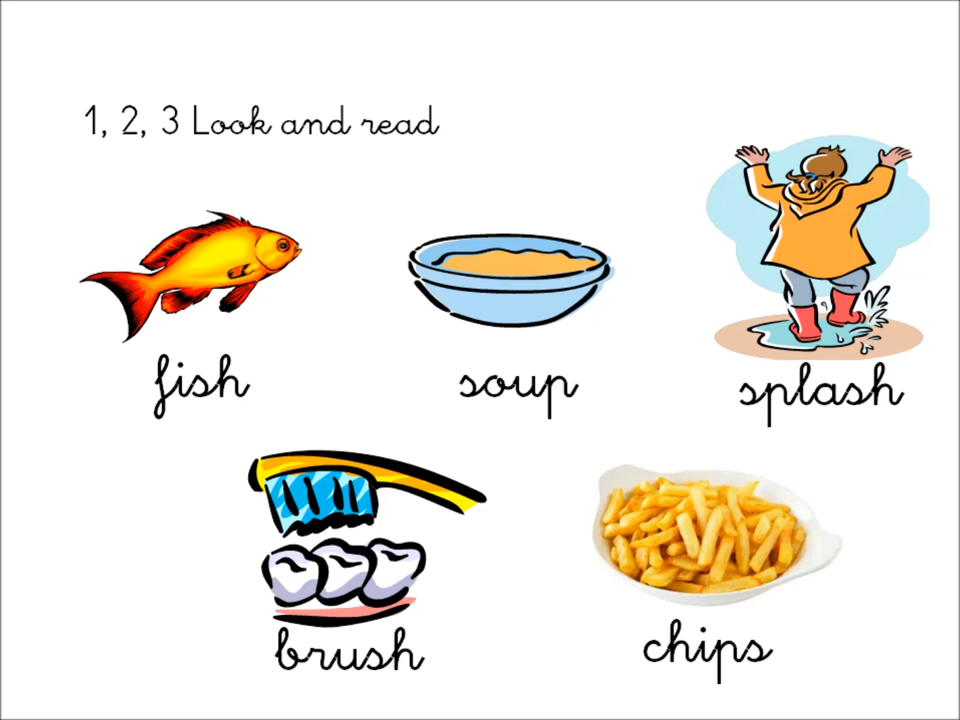 1, 2, 3 Look and read
fish
soup
splash
brush
chips